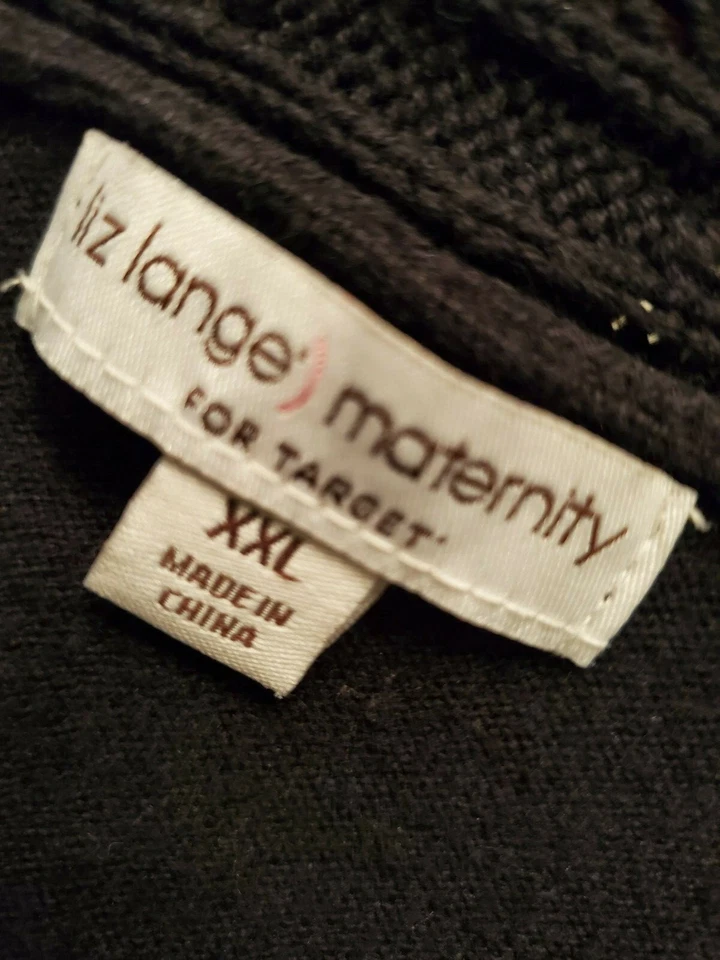 liz lange) maternity
FOR TARGET
XXL
MADE IN
CHINA